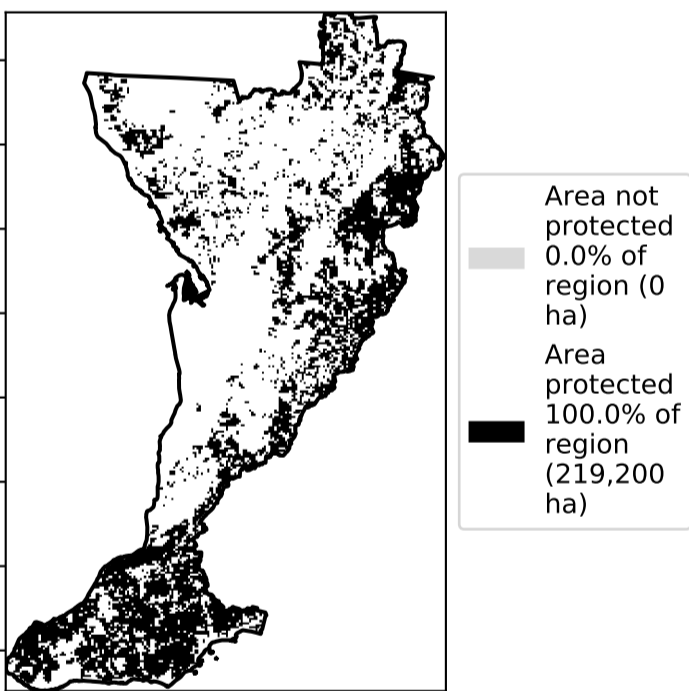 Area not
protected
0.0% of
region (0
ha)
Area
protected
100.0% of
region
(219,200
ha)